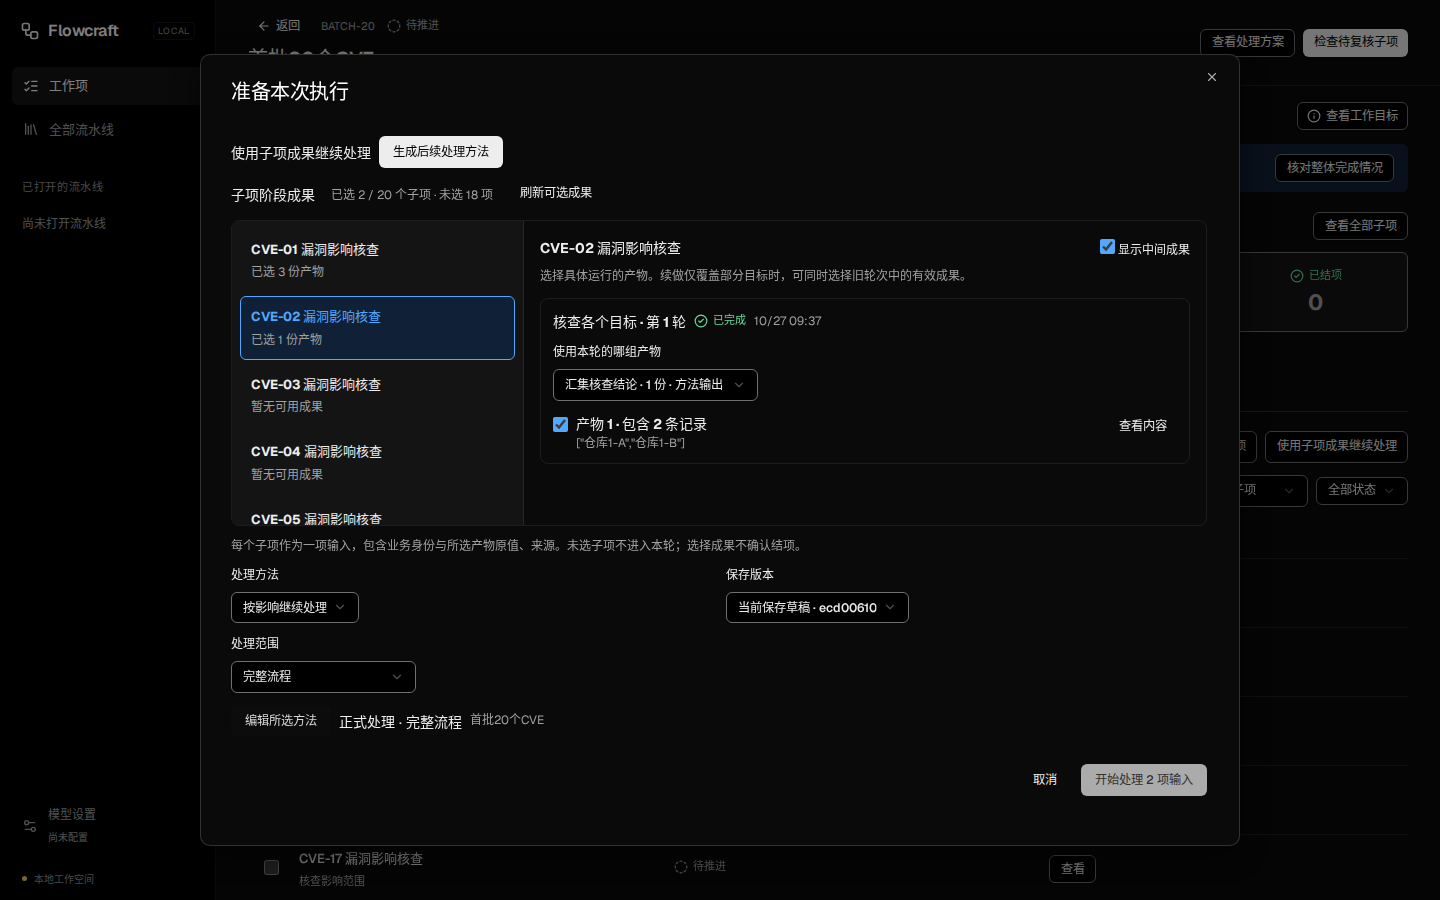 Flowcraft
LOCAL
工作项
全部流水线
已打开的流水线
尚未打开流水线
模型设置
尚未配置
本地工作空间
返回
BATCH-20
待推进
查看处理方案
检查待复核子项
查看工作目标
核对整体完成情况
查看全部子项
已结项
0
使用子项成果继续处理
全部状态
准备本次执行
使用子项成果继续处理
生成后续处理方法
子项阶段成果
已选 2 / 20 个子项 · 未选 18 项
刷新可选成果
CVE-01 漏洞影响核查
已选 3 份产物
CVE-02 漏洞影响核查
已选 1 份产物
CVE-03 漏洞影响核查
暂无可用成果
CVE-04 漏洞影响核查
暂无可用成果
CVE-05 漏洞影响核查
CVE-02 漏洞影响核查
显示中间成果
选择具体运行的产物。续做仅覆盖部分目标时，可同时选择旧轮次中的有效成果。
核查各个目标 · 第 1 轮
已完成
10/27 09:37
使用本轮的哪组产物
汇集核查结论 · 1 份 · 方法输出
产物 1 · 包含 2 条记录
["仓库1-A","仓库1-B"]
查看内容
每个子项作为一项输入，包含业务身份与所选产物原值、来源。未选子项不进入本轮；选择成果不确认结项。
处理方法
保存版本
按影响继续处理
当前保存草稿 · ecd00610
处理范围
完整流程
编辑所选方法
正式处理 · 完整流程
首批20个CVE
取消
开始处理 2 项输入
CVE-17 漏洞影响核查
核查影响范围
待推进
查看